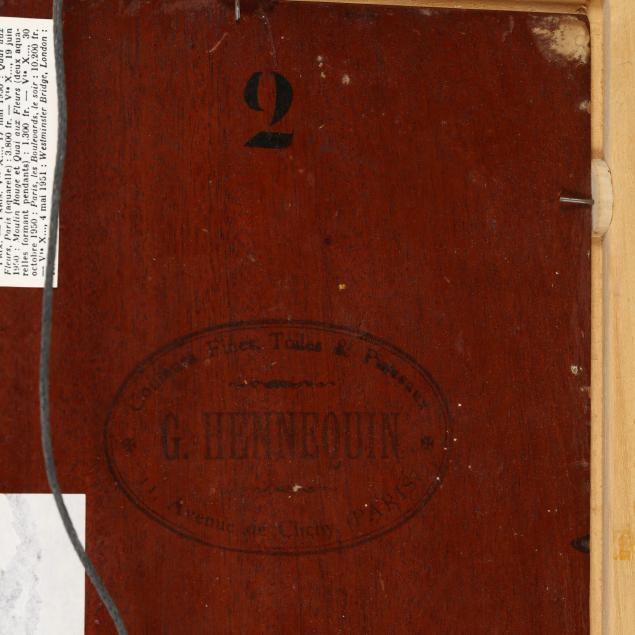 2
Couleurs Fines, Toiles & Panneaux
G. HENNEQUIN
11, Avenue de Clichy (PARIS)
Fleurs, Paris (aquarelle) : 3.800 fr. — Vte X..., 19 juin
1950 : Moulin Rouge et Quai aux Fleurs (deux aqua-
relles formant pendants) : 1.300 fr. — Vte X..., 30
octobre 1950 : Paris, les Boulevards, le soir : 10.200 fr.
— Vte X..., 4 mai 1951 : Westminster Bridge, London :